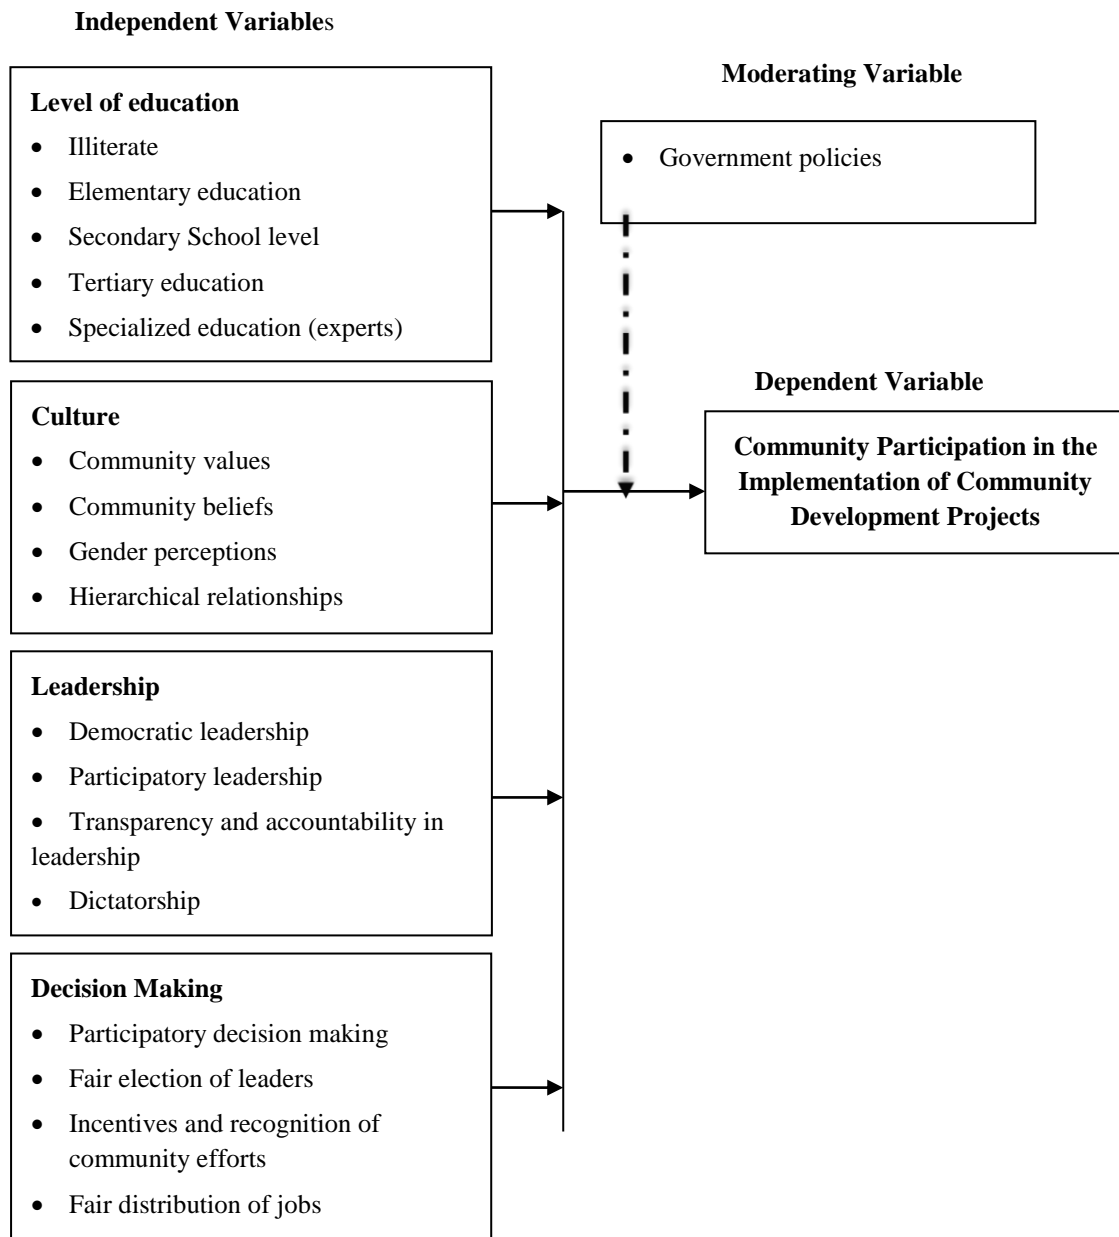 Independent Variables
Level of education
• Illiterate
• Elementary education
• Secondary School level
• Tertiary education
• Specialized education (experts)
Culture
• Community values
• Community beliefs
• Gender perceptions
• Hierarchical relationships
Leadership
• Democratic leadership
• Participatory leadership
• Transparency and accountability in
leadership
• Dictatorship
Decision Making
• Participatory decision making
• Fair election of leaders
• Incentives and recognition of
community efforts
• Fair distribution of jobs
Moderating Variable
• Government policies
Dependent Variable
Community Participation in the
Implementation of Community
Development Projects